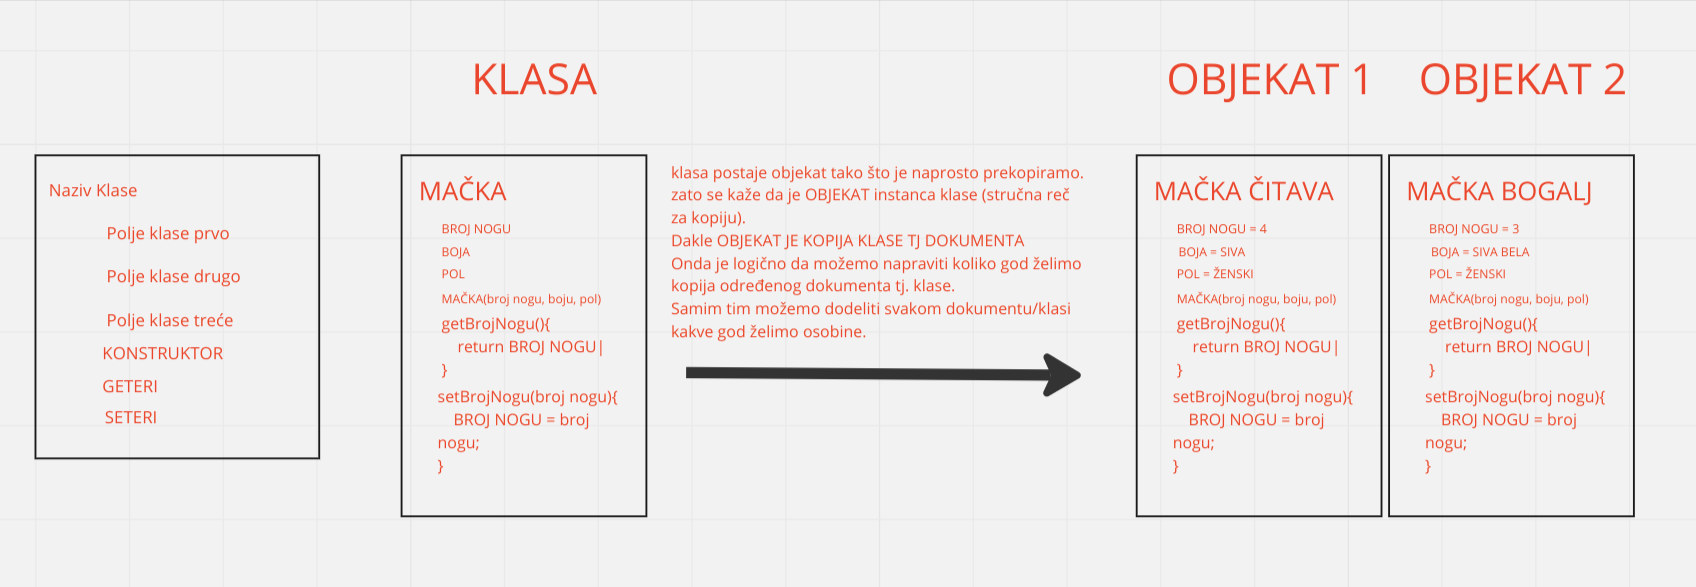 KLASA
OBJEKAT 1
OBJEKAT 2
Naziv Klase
Polje klase prvo
Polje klase drugo
Polje klase treće
KONSTRUKTOR
GETERI
SETERI
MAČKA
BROJ NOGU
BOJA
POL
MAČKA(broj nogu, boju, pol)
getBrojNogu(){
return BROJ NOGU|
}
setBrojNogu(broj nogu){
BROJ NOGU = broj
nogu;
}
klasa postaje objekat tako što je naprosto prekopiramo.
zato se kaže da je OBJEKAT instanca klase (stručna reč
za kopiju).
Dakle OBJEKAT JE KOPIJA KLASE TJ DOKUMENTA
Onda je logično da možemo napraviti koliko god želimo
kopija određenog dokumenta tj. klase.
Samim tim možemo dodeliti svakom dokumentu/klasi
kakve god želimo osobine.
MAČKA ČITAVA
BROJ NOGU = 4
BOJA = SIVA
POL = ŽENSKI
MAČKA(broj nogu, boju, pol)
getBrojNogu(){
return BROJ NOGU|
}
setBrojNogu(broj nogu){
BROJ NOGU = broj
nogu;
}
MAČKA BOGALJ
BROJ NOGU = 3
BOJA = SIVA BELA
POL = ŽENSKI
MAČKA(broj nogu, boju, pol)
getBrojNogu(){
return BROJ NOGU|
}
setBrojNogu(broj nogu){
BROJ NOGU = broj
nogu;
}